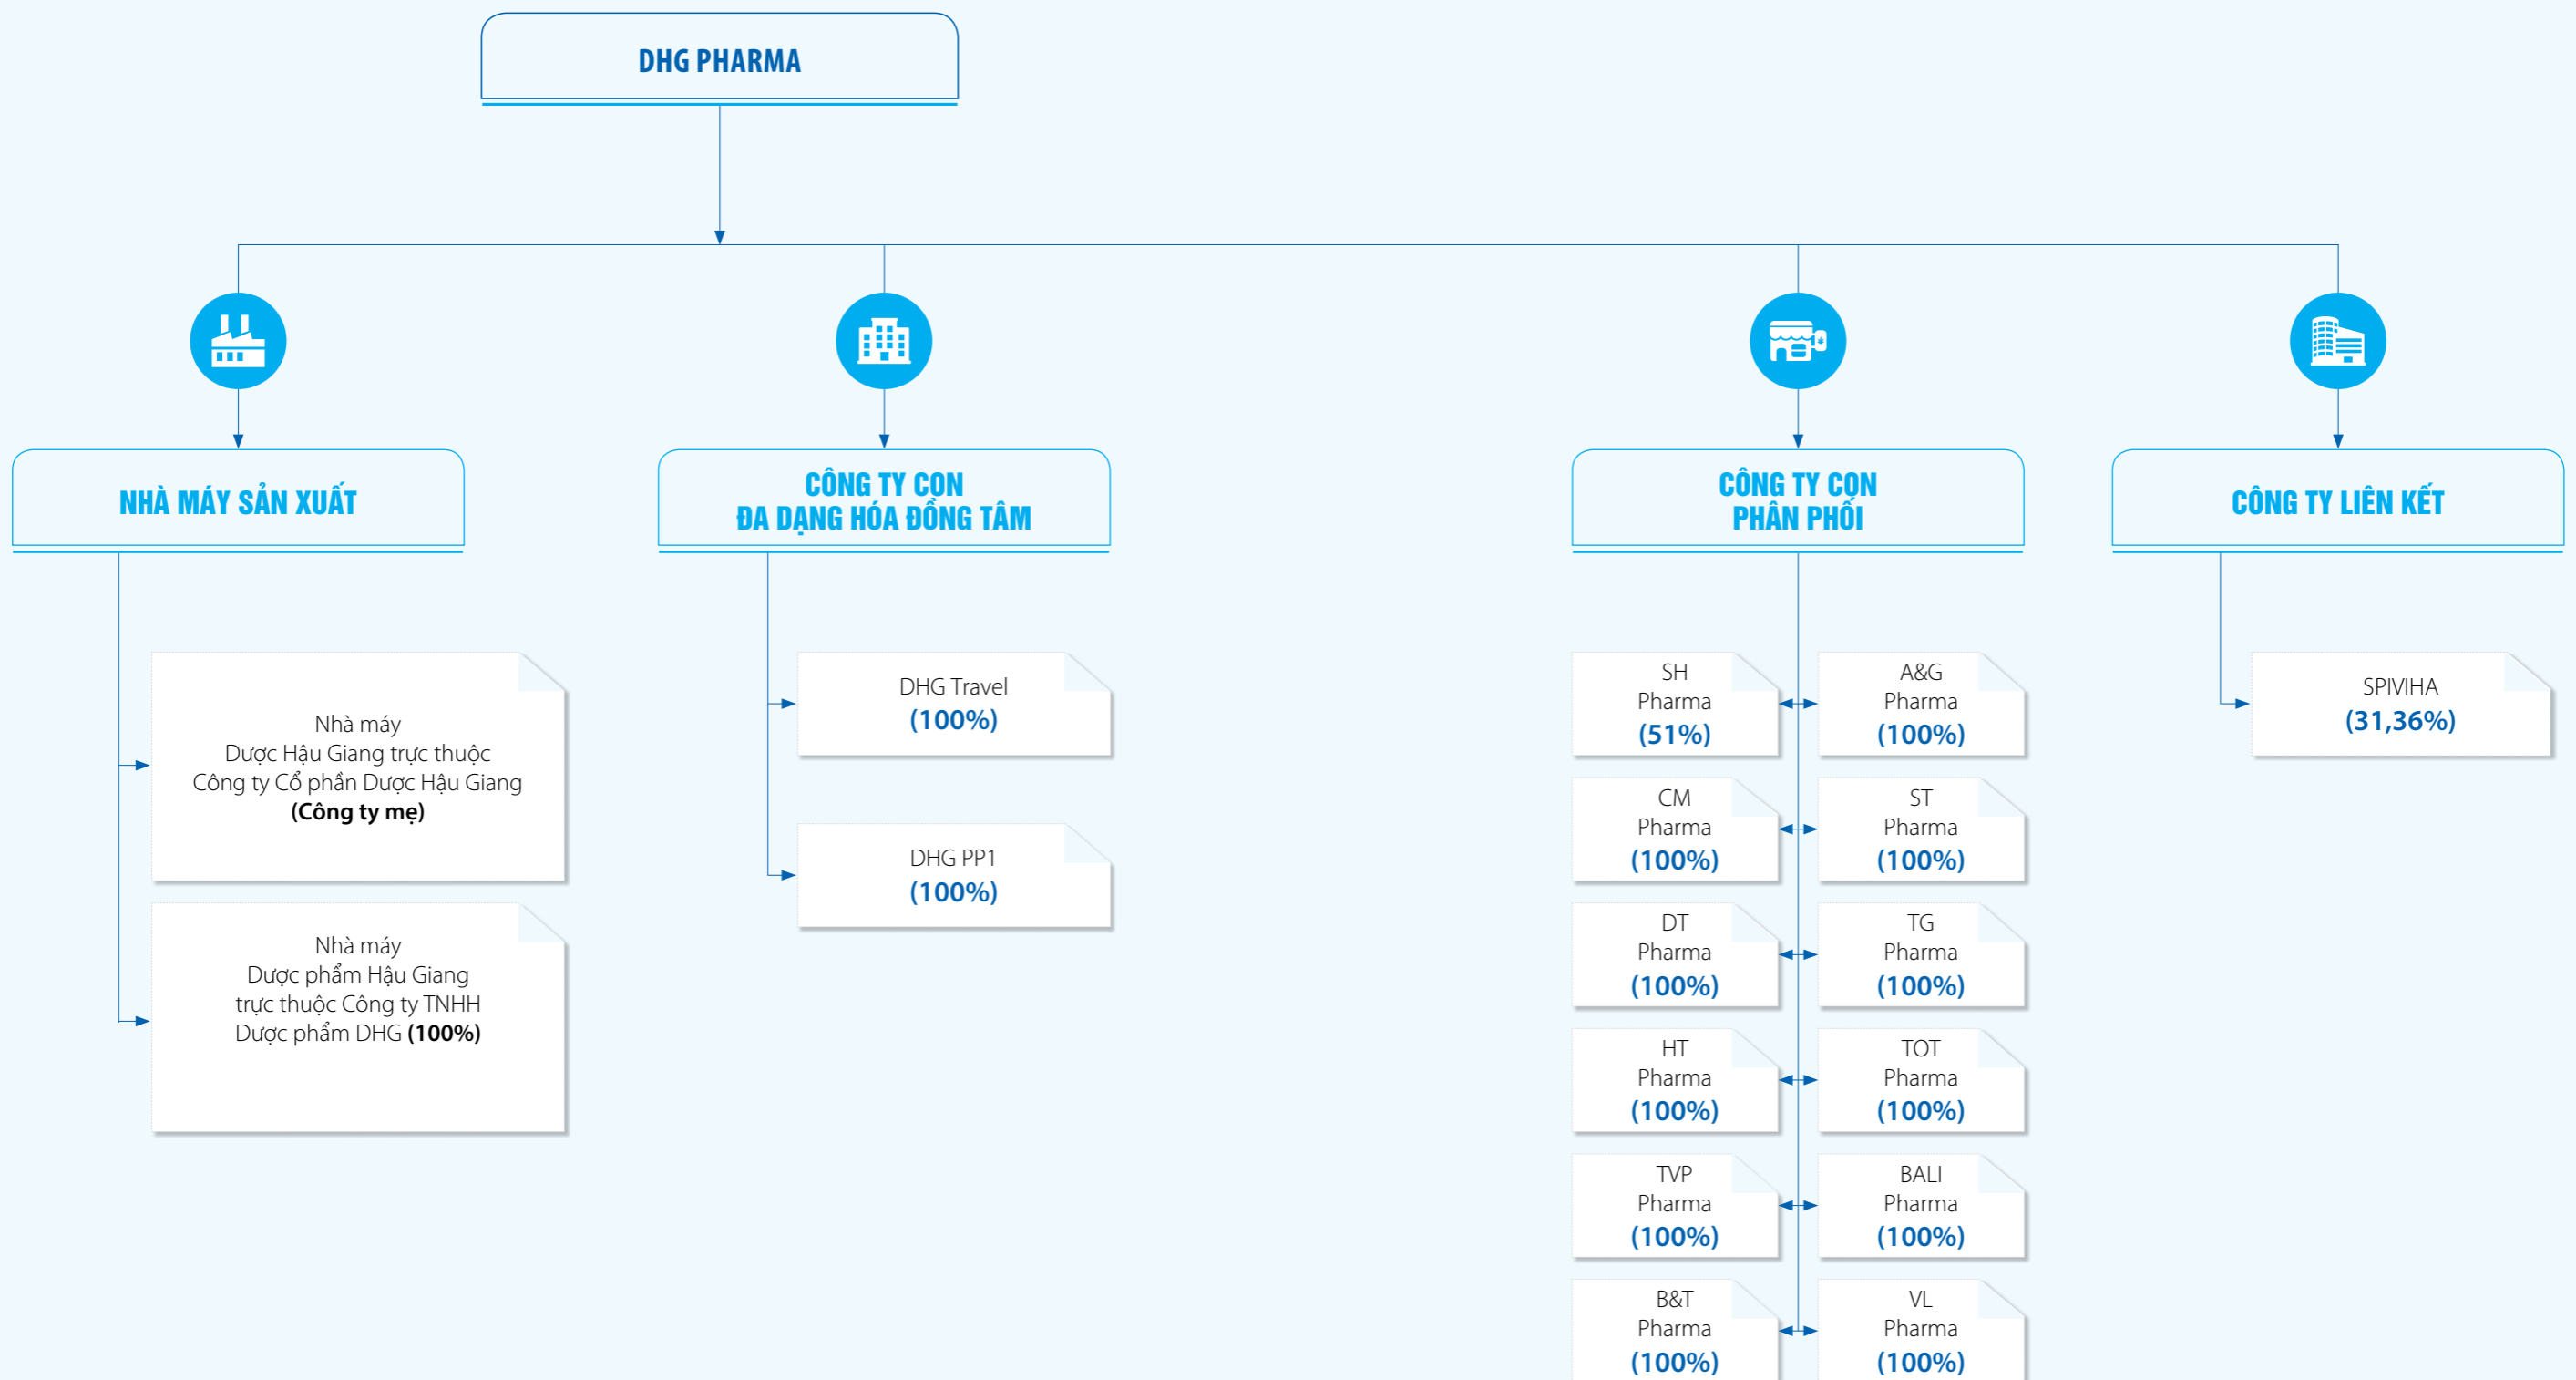 DHG PHARMA
NHÀ MÁY SẢN XUẤT
Nhà máy
Dược Hậu Giang trực thuộc
Công ty Cổ phần Dược Hậu Giang
(Công ty mẹ)
Nhà máy
Dược phẩm Hậu Giang
trực thuộc Công ty TNHH
Dược phẩm DHG (100%)
CÔNG TY CON
ĐA DẠNG HÓA ĐỒNG TÂM
DHG Travel
(100%)
DHG PP1
(100%)
CÔNG TY CON
PHÂN PHỐI
SH
Pharma
(51%)
A&G
Pharma
(100%)
CM
Pharma
(100%)
ST
Pharma
(100%)
DT
Pharma
(100%)
TG
Pharma
(100%)
HT
Pharma
(100%)
TOT
Pharma
(100%)
TVP
Pharma
(100%)
BALI
Pharma
(100%)
B&T
Pharma
(100%)
VL
Pharma
(100%)
CÔNG TY LIÊN KẾT
SPIVIHA
(31,36%)